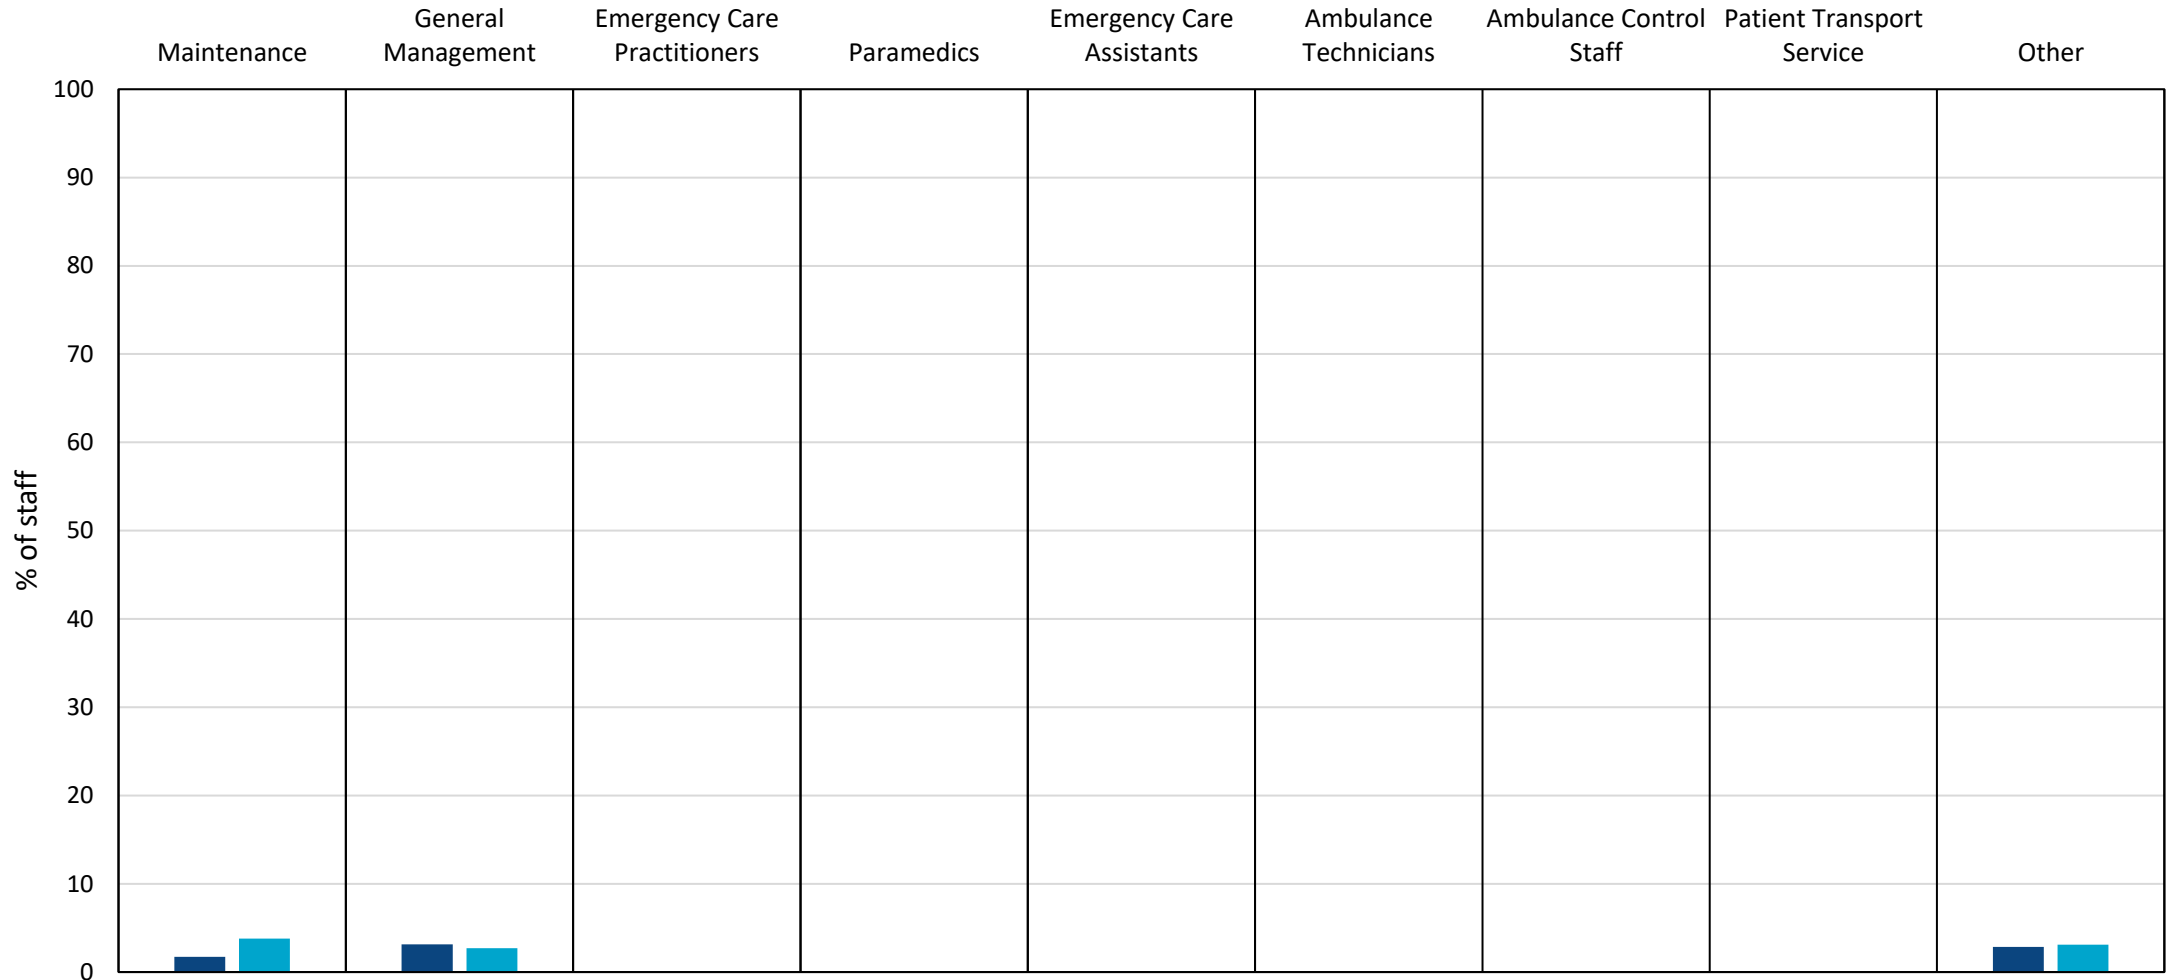 Maintenance
General
Management
Emergency Care
Practitioners
Paramedics
Emergency Care
Assistants
Ambulance
Technicians
Ambulance Control
Staff
Patient Transport
Service
Other
100
90
80
70
60
50
40
30
20
10
0
% of staff